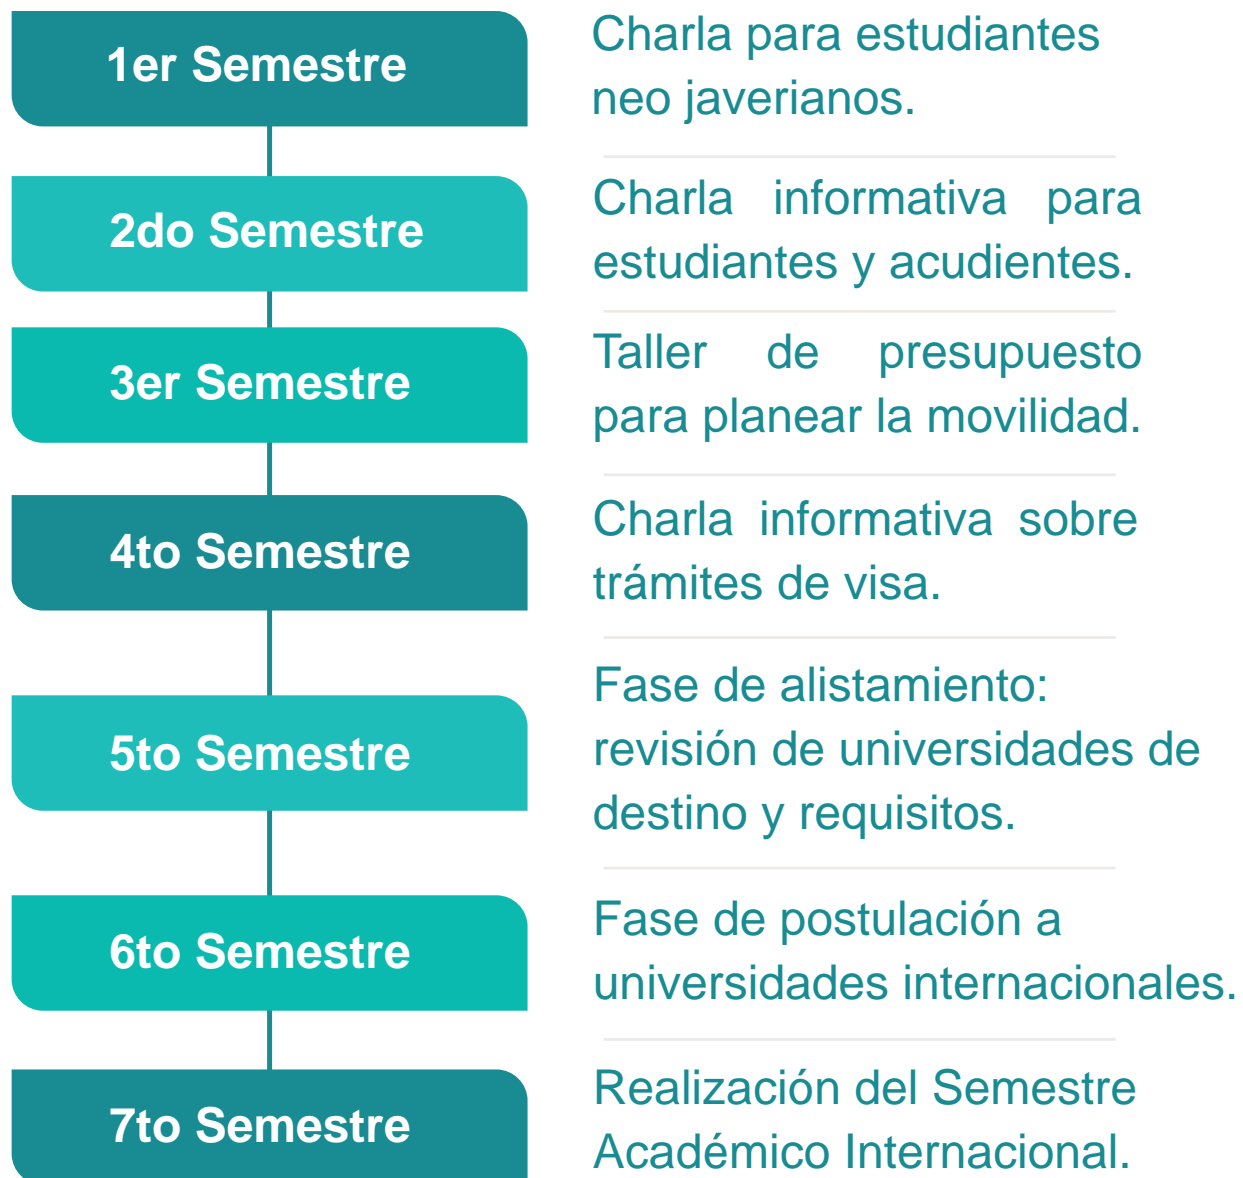 1er Semestre
Charla para estudiantes
neo javerianos.
2do Semestre
Charla informativa para
estudiantes y acudientes.
3er Semestre
Taller de presupuesto
para planear la movilidad.
4to Semestre
Charla informativa sobre
trámites de visa.
5to Semestre
Fase de alistamiento:
revisión de universidades de
destino y requisitos.
6to Semestre
Fase de postulación a
universidades internacionales.
7to Semestre
Realización del Semestre
Académico Internacional.